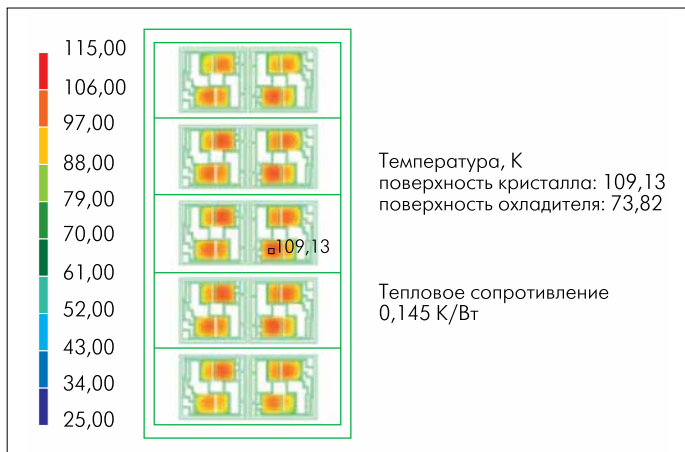 115,00
106,00
97,00
88,00
79,00
70,00
61,00
52,00
43,00
34,00
25,00
109,13
Температура, К
поверхность кристалла: 109,13
поверхность охладителя: 73,82
Тепловое сопротивление
0,145 К/Вт